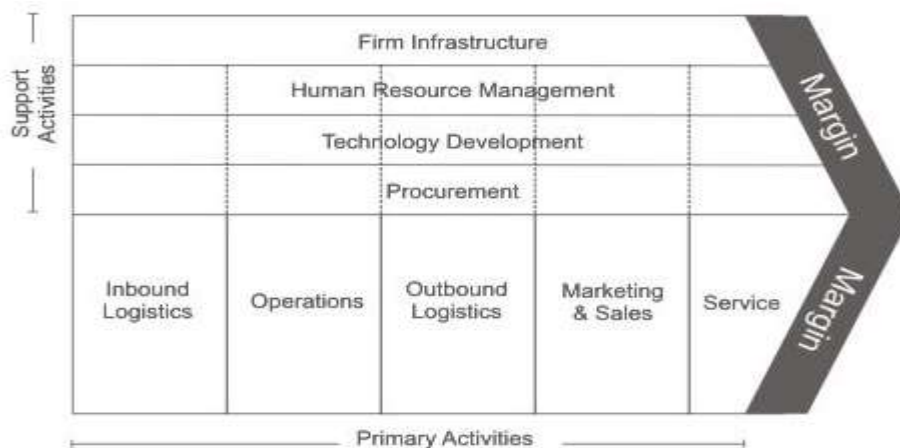 Support
Activities
Firm Infrastructure
Human Resource Management
Technology Development
Procurement
Inbound
Logistics
Operations
Outbound
Logistics
Marketing
& Sales
Service
Margin
Margin
Primary Activities